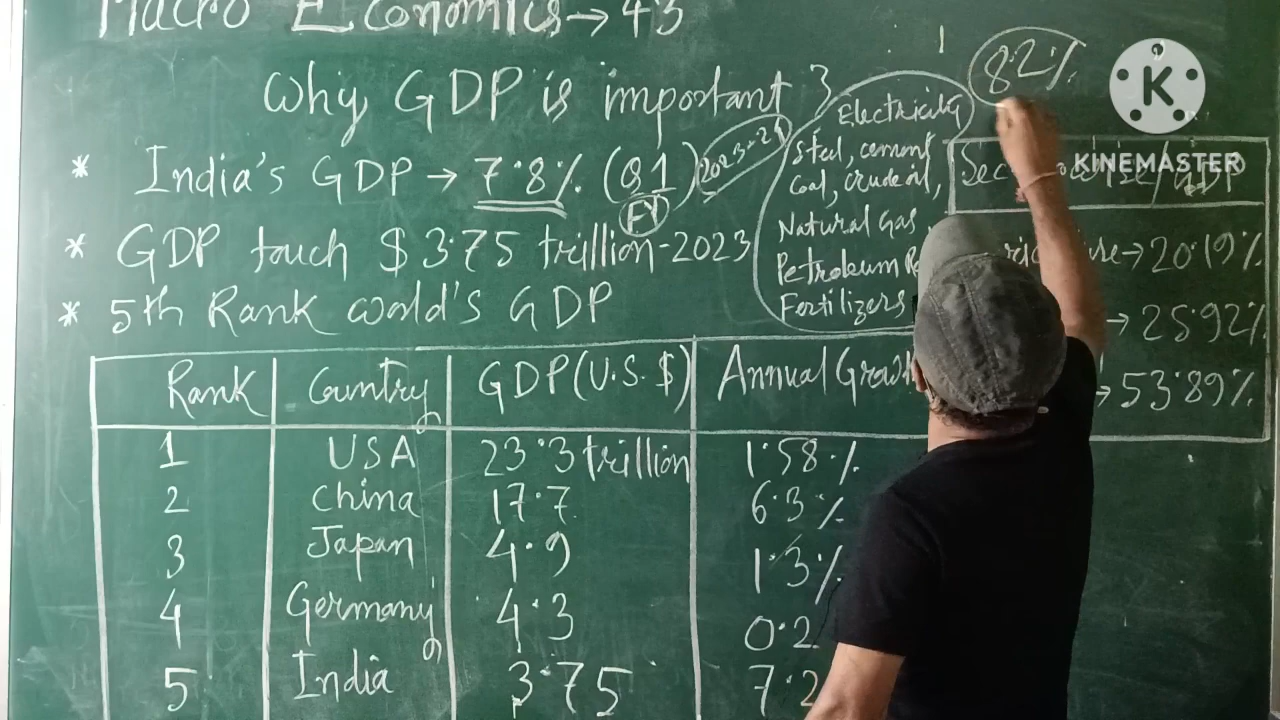 Macro Economics → 43
Why GDP is important ?
* India's GDP → 7.8% (Q1) 2023-24
FY
* GDP touch $ 3.75 trillion-2023
* 5th Rank world's GDP
8.2%
Electricity
Steel, cement
Coal, crude oil,
Natural Gas
Petroleum
Fertilizers
K
KINEMASTER
GDP
→ 20.19%
→ 25.92%
→ 53.89%
Rank Country GDP (U.S. $) Annual
1 USA 23.3 trillion 1.58%
2 China 17.7 6.3%
3 Japan 4.9 1.3%
4 Germany 4.3 0.2
5 India 3.75 7.2